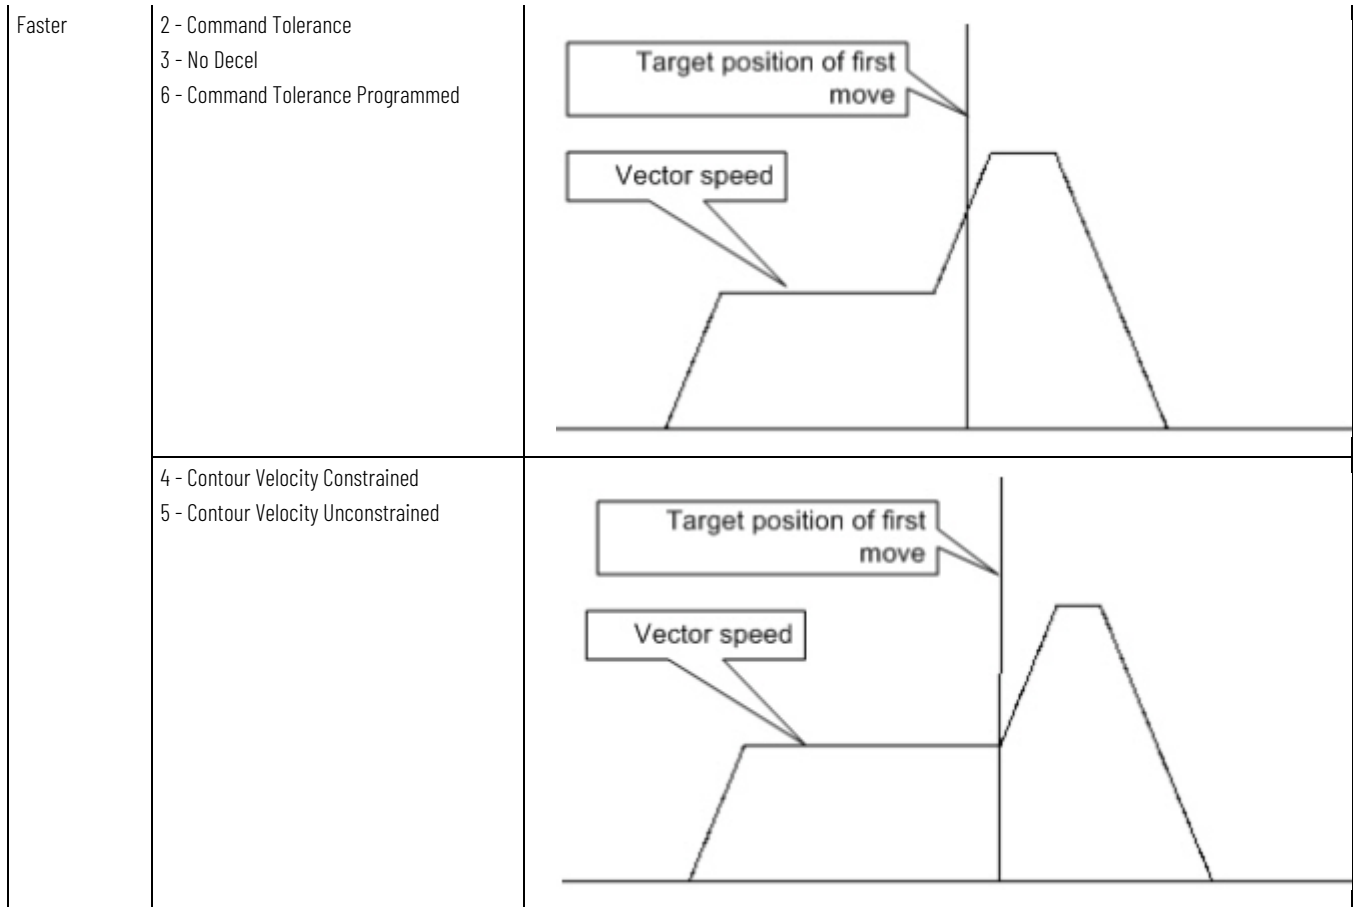 Faster
2 - Command Tolerance
3 - No Decel
6 - Command Tolerance Programmed
Target position of first
move
Vector speed
4 - Contour Velocity Constrained
5 - Contour Velocity Unconstrained
Target position of first
move
Vector speed